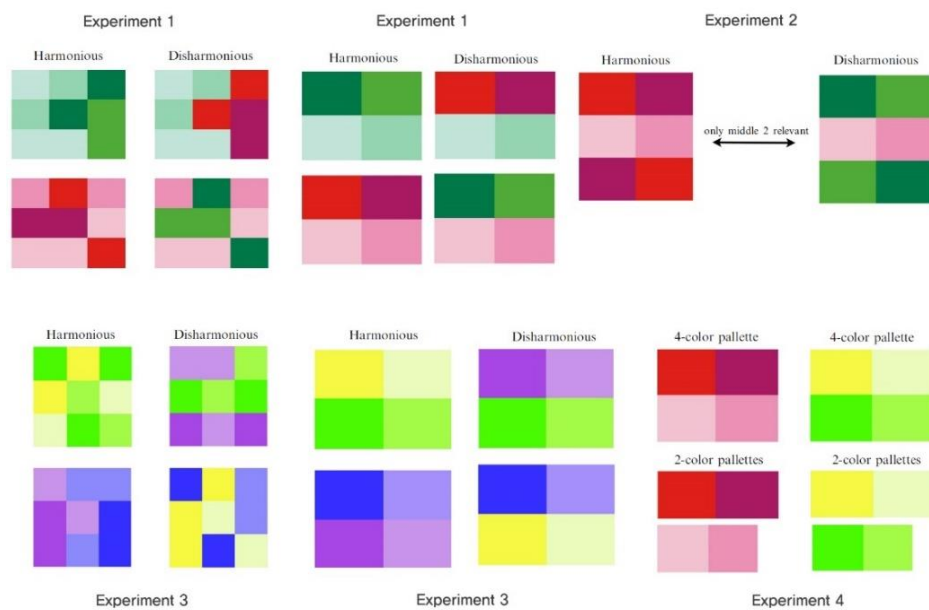 Experiment 1
Experiment 1
Experiment 2
Harmonious
Disharmonious
Harmonious
Disharmonious
Harmonious
Disharmonious
only middle 2 relevant
Harmonious
Disharmonious
Harmonious
Disharmonious
4-color pallette
4-color pallette
2-color pallettes
2-color pallettes
Experiment 3
Experiment 3
Experiment 4